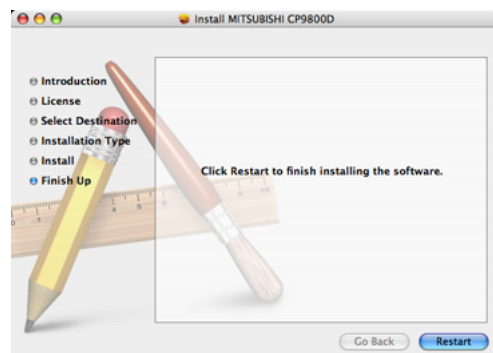 Install MITSUBISHI CP9800D
Introduction
License
Select Destination
Installation Type
Install
Finish Up
Click Restart to finish installing the software.
Go Back
Restart